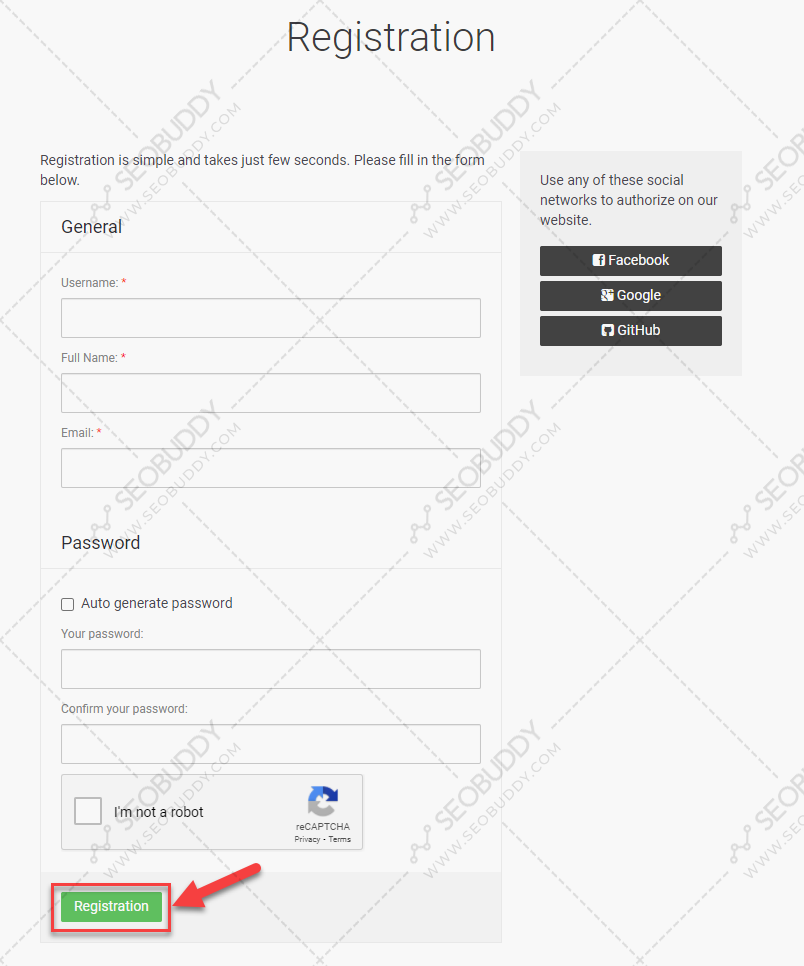 Registration
Registration is simple and takes just few seconds. Please fill in the form
below.
General
Username: *
Full Name: *
Email: *
Password
Auto generate password
Your password:
Confirm your password:
I'm not a robot
reCAPTCHA
Privacy - Terms
Registration
Use any of these social
networks to authorize on our
website.
Facebook
Google
GitHub
SEOBUDDY
WWW.SEOBUDDY.COM